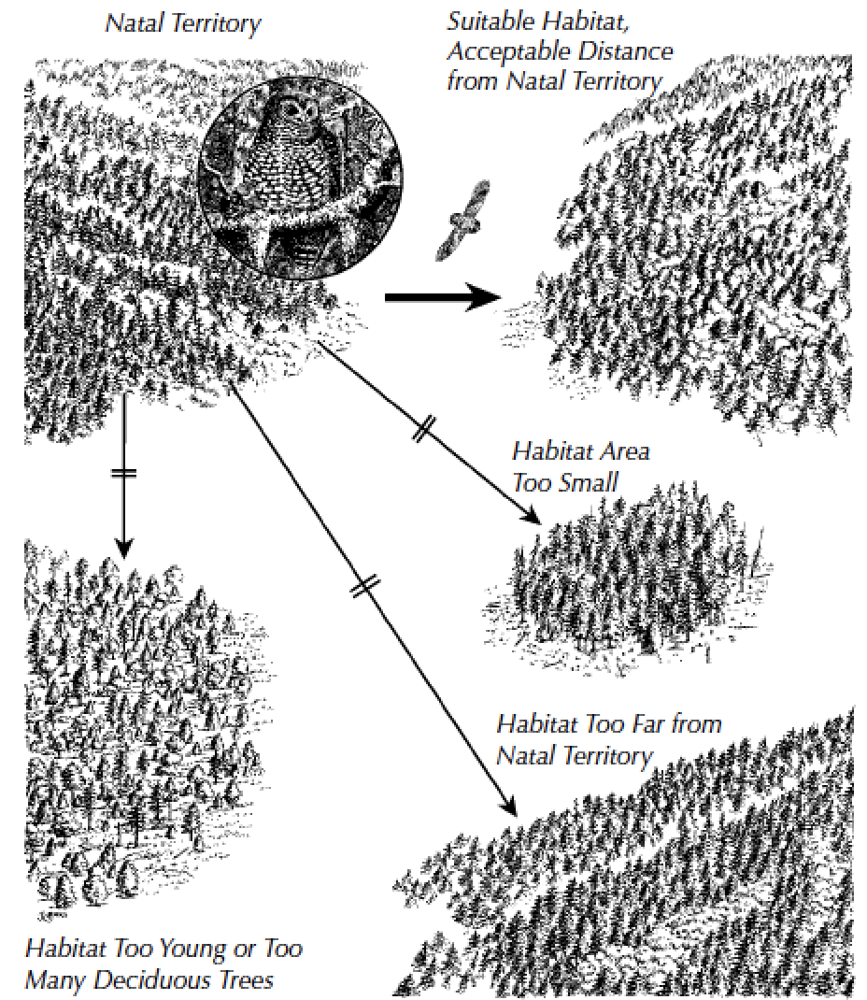 Natal Territory
Suitable Habitat,
Acceptable Distance
from Natal Territory
Habitat Area
Too Small
Habitat Too Far from
Natal Territory
Habitat Too Young or Too
Many Deciduous Trees